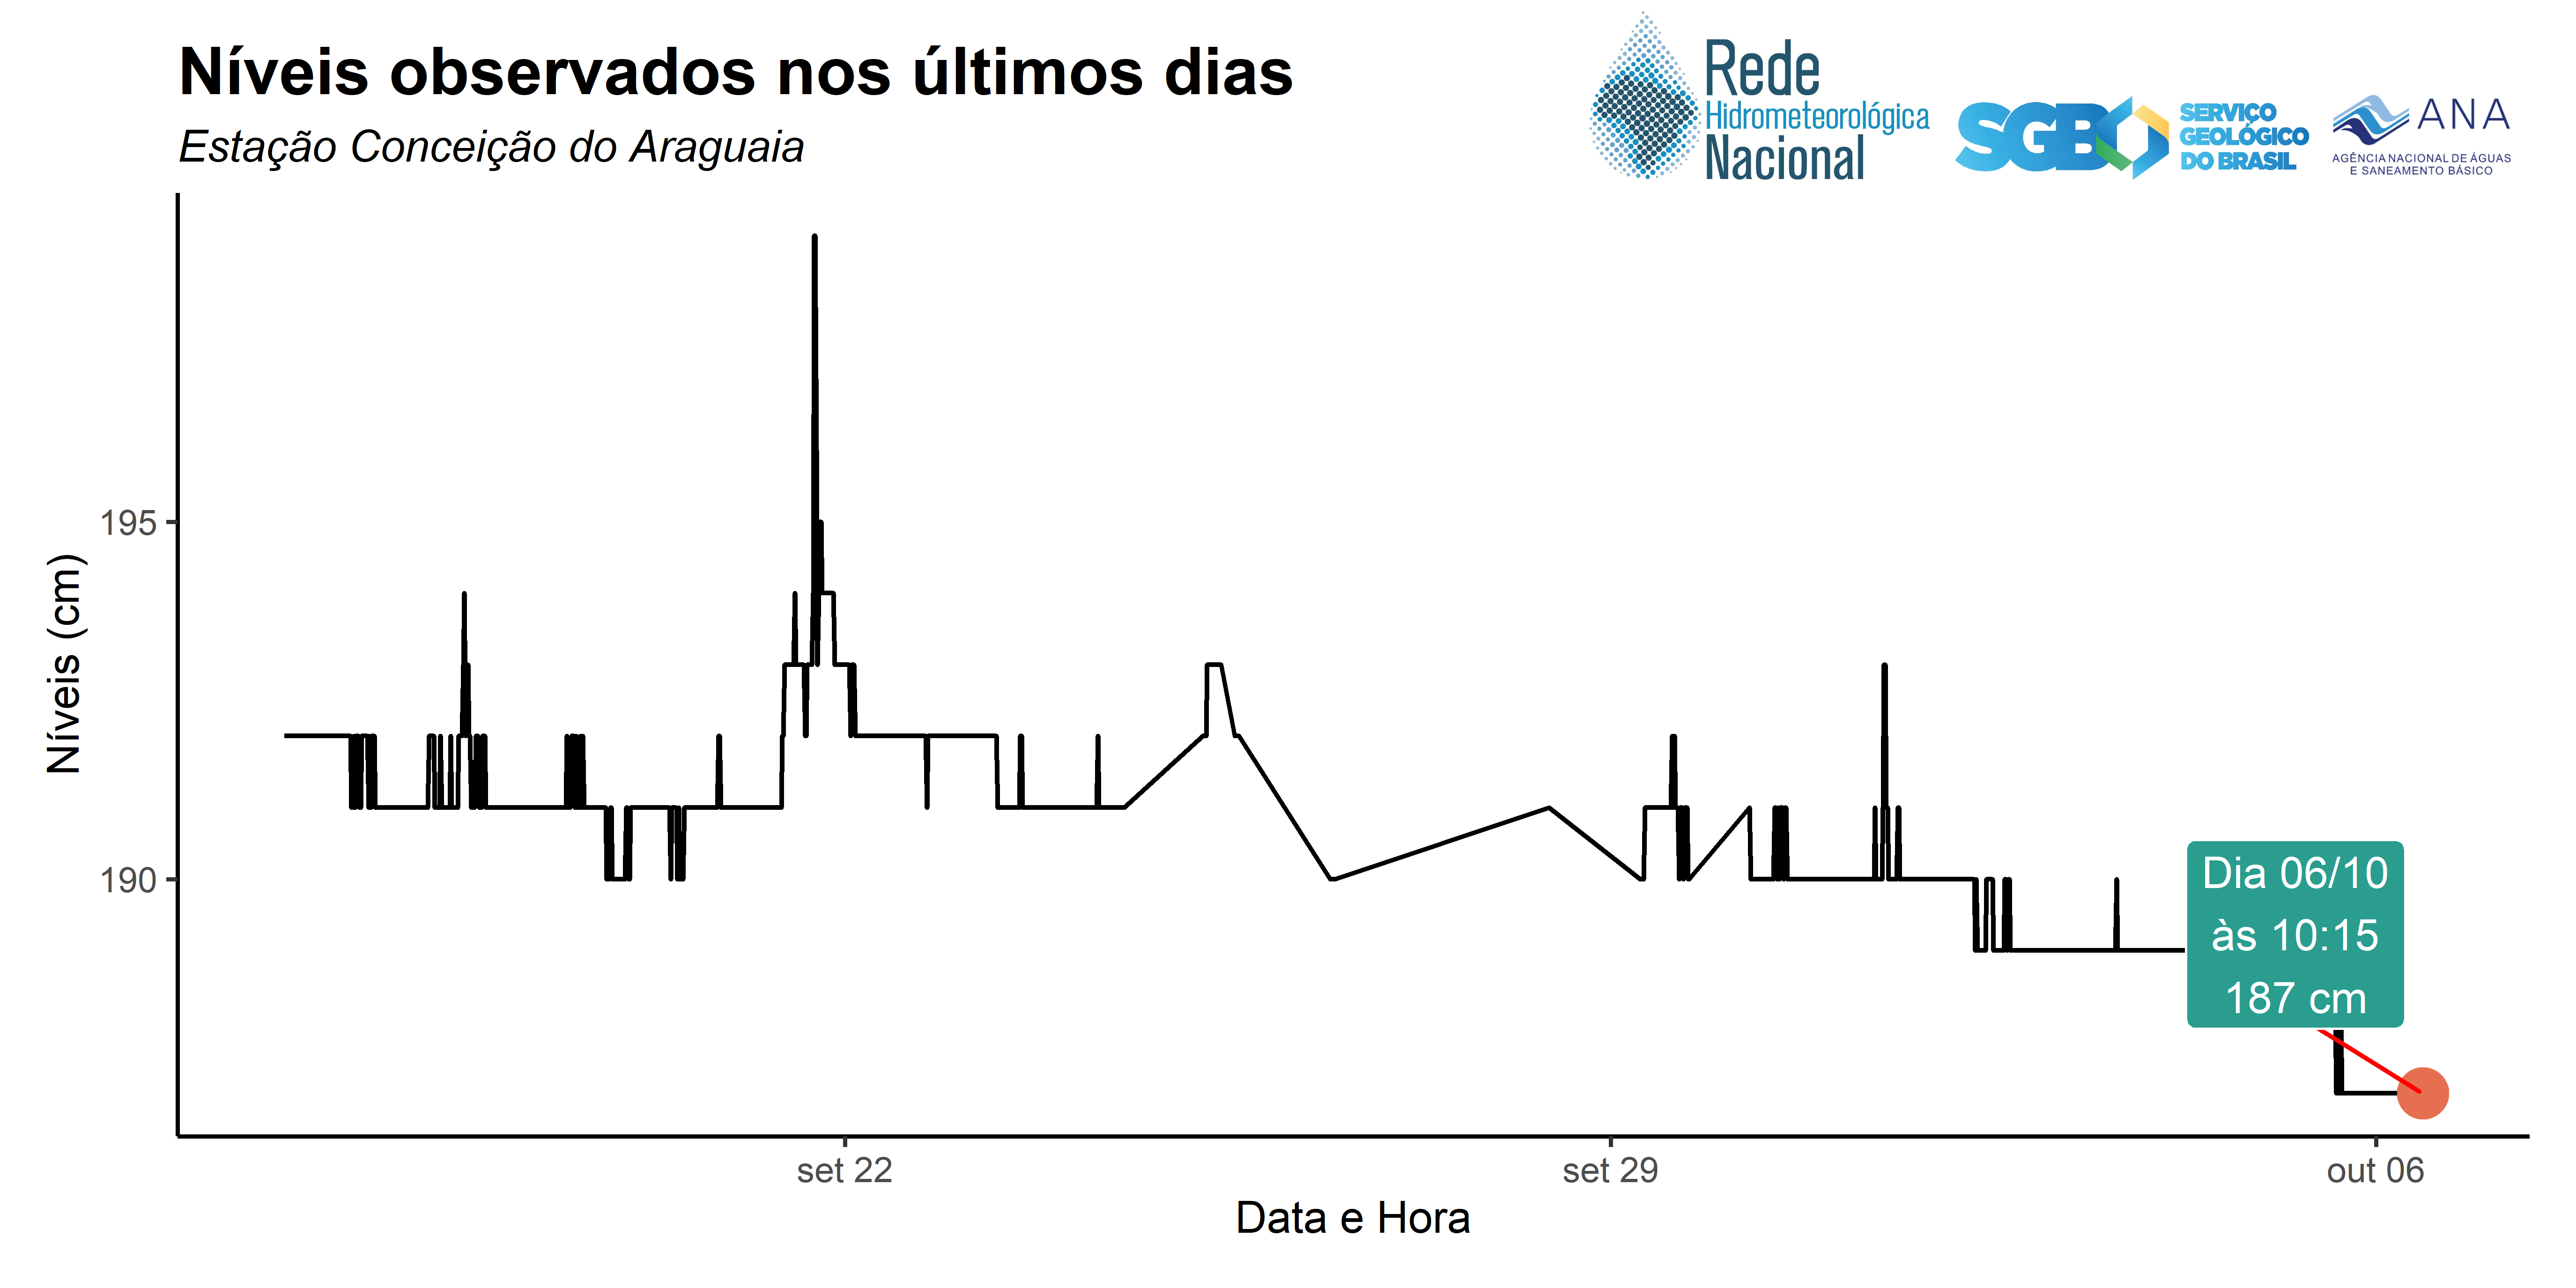 Níveis observados nos últimos dias
Estação Conceição do Araguaia
Rede
Hidrometeorológica
Nacional
SGB
SERVIÇO
GEOLÓGICO
DO BRASIL
ANA
AGÊNCIA NACIONAL DE ÁGUAS
E SANEAMENTO BÁSICO
Níveis (cm)
195
190
Dia 06/10
às 10:15
187 cm
set 22
set 29
out 06
Data e Hora